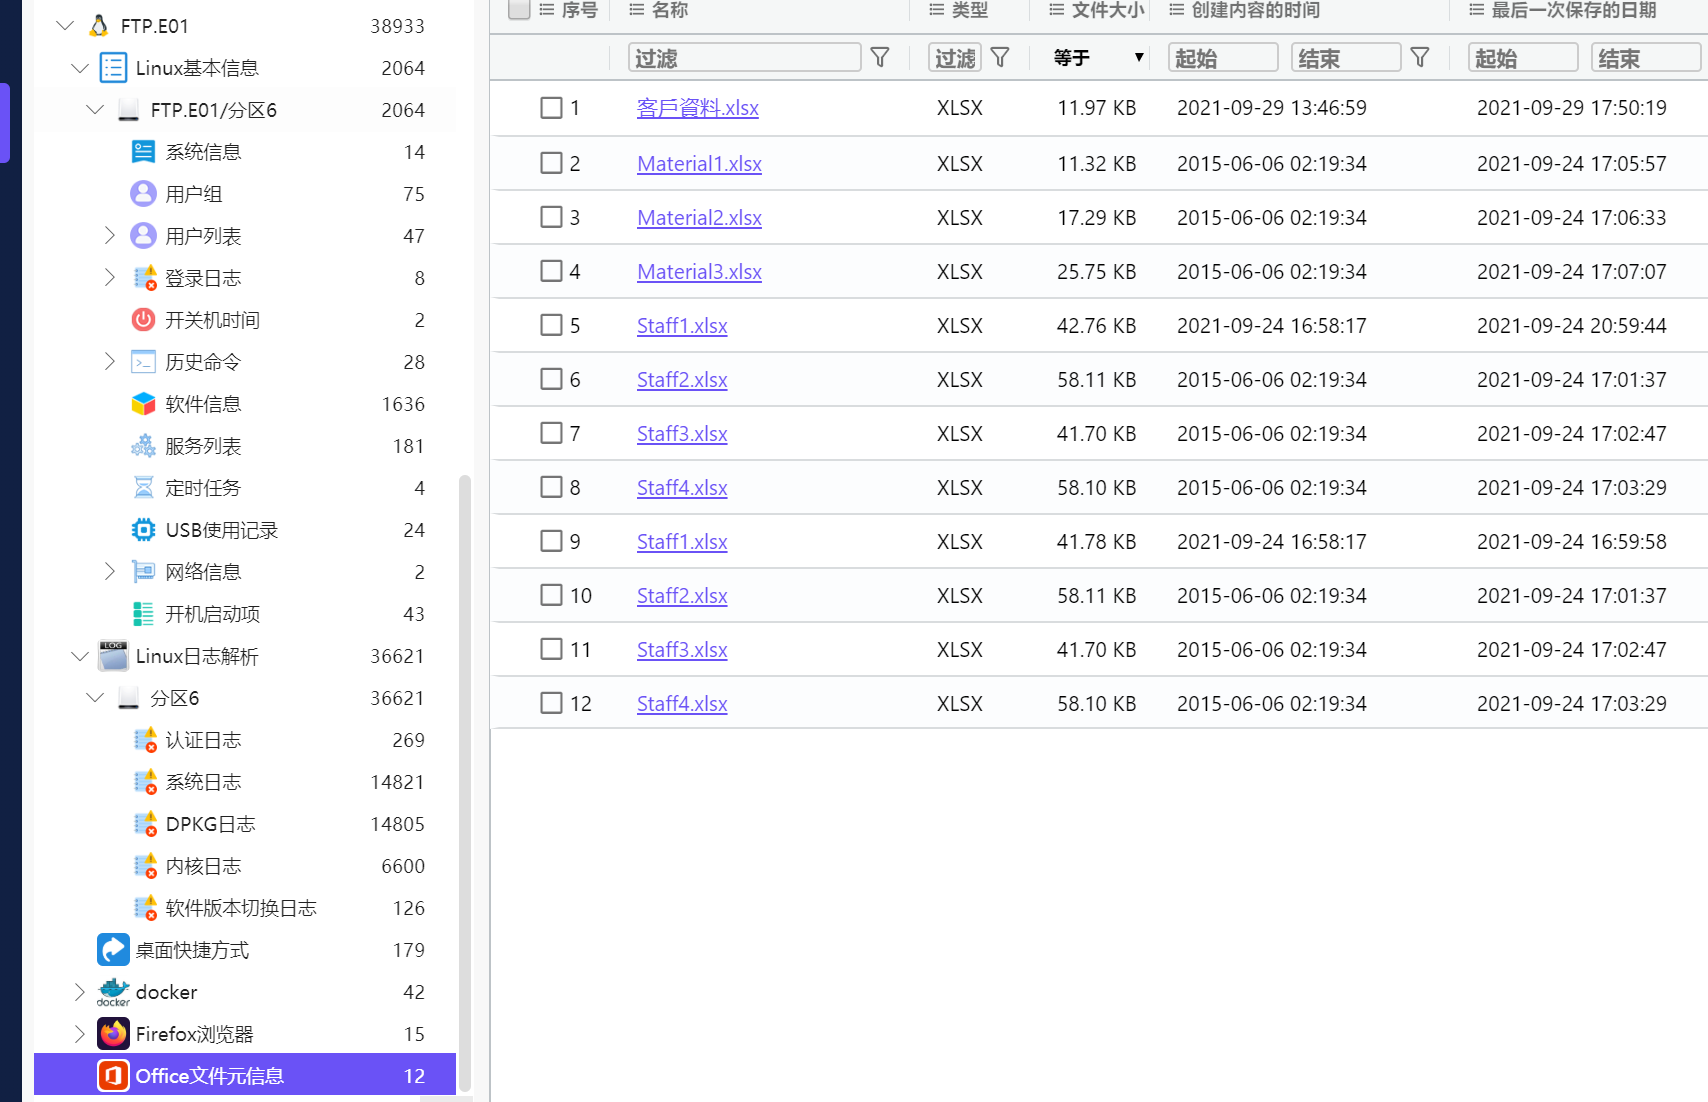 FTP.E01 38933
Linux基本信息 2064
FTP.E01/分区6 2064
系统信息 14
用户组 75
用户列表 47
登录日志 8
开关机时间 2
历史命令 28
软件信息 1636
服务列表 181
定时任务 4
USB使用记录 24
网络信息 2
开机启动项 43
LOG Linux日志解析 36621
分区6 36621
认证日志 269
系统日志 14821
DPKG日志 14805
内核日志 6600
软件版本切换日志 126
桌面快捷方式 179
docker docker 42
Firefox浏览器 15
Office文件元信息 12
序号 名称 类型 文件大小 创建内容的时间 最后一次保存的日期
过滤 过滤 等于 起始 结束 起始 结束
1 客戶資料.xlsx XLSX 11.97 KB 2021-09-29 13:46:59 2021-09-29 17:50:19
2 Material1.xlsx XLSX 11.32 KB 2015-06-06 02:19:34 2021-09-24 17:05:57
3 Material2.xlsx XLSX 17.29 KB 2015-06-06 02:19:34 2021-09-24 17:06:33
4 Material3.xlsx XLSX 25.75 KB 2015-06-06 02:19:34 2021-09-24 17:07:07
5 Staff1.xlsx XLSX 42.76 KB 2021-09-24 16:58:17 2021-09-24 20:59:44
6 Staff2.xlsx XLSX 58.11 KB 2015-06-06 02:19:34 2021-09-24 17:01:37
7 Staff3.xlsx XLSX 41.70 KB 2015-06-06 02:19:34 2021-09-24 17:02:47
8 Staff4.xlsx XLSX 58.10 KB 2015-06-06 02:19:34 2021-09-24 17:03:29
9 Staff1.xlsx XLSX 41.78 KB 2021-09-24 16:58:17 2021-09-24 16:59:58
10 Staff2.xlsx XLSX 58.11 KB 2015-06-06 02:19:34 2021-09-24 17:01:37
11 Staff3.xlsx XLSX 41.70 KB 2015-06-06 02:19:34 2021-09-24 17:02:47
12 Staff4.xlsx XLSX 58.10 KB 2015-06-06 02:19:34 2021-09-24 17:03:29